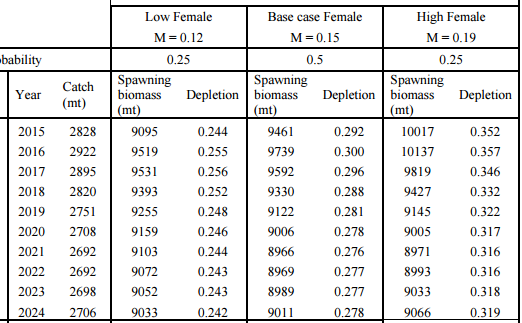 Low Female Base case Female High Female
M = 0.12 M = 0.15 M = 0.19
bability 0.25 0.5 0.25
Year Catch (mt) Spawning biomass (mt) Depletion Spawning biomass (mt) Depletion Spawning biomass (mt) Depletion
2015 2828 9095 0.244 9461 0.292 10017 0.352
2016 2922 9519 0.255 9739 0.300 10137 0.357
2017 2895 9531 0.256 9592 0.296 9819 0.346
2018 2820 9393 0.252 9330 0.288 9427 0.332
2019 2751 9255 0.248 9122 0.281 9145 0.322
2020 2708 9159 0.246 9006 0.278 9005 0.317
2021 2692 9103 0.244 8966 0.276 8971 0.316
2022 2692 9072 0.243 8969 0.277 8993 0.316
2023 2698 9052 0.243 8989 0.277 9033 0.318
2024 2706 9033 0.242 9011 0.278 9066 0.319